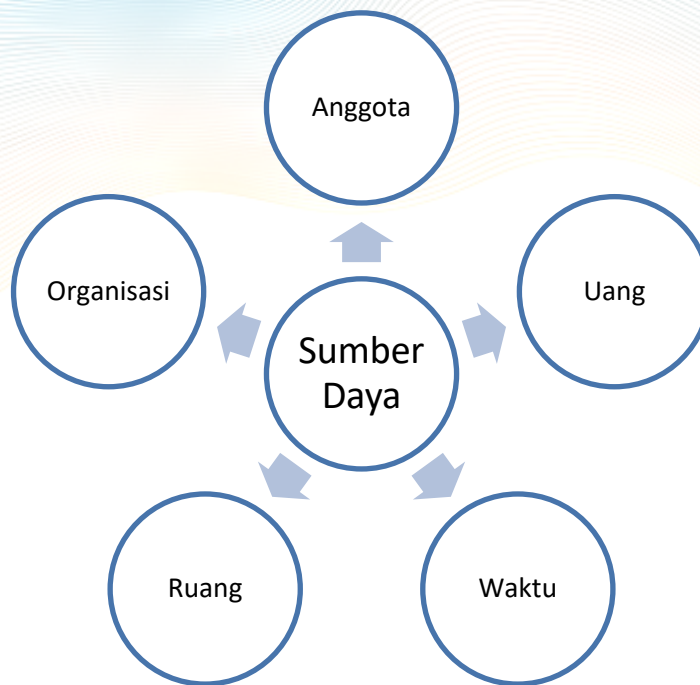 Anggota
Organisasi
Uang
Sumber
Daya
Ruang
Waktu